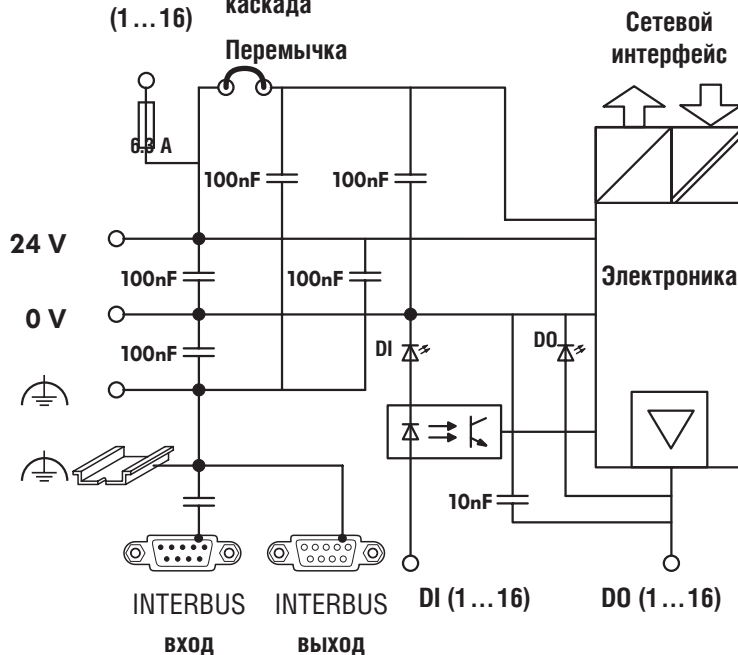 каскада
(1...16)
Перемычка
Сетевой
интерфейс
6.3 A
100nF
100nF
24 V
100nF
100nF
Электроника
0 V
100nF
DI
DO
10nF
DI (1...16)
DO (1...16)
INTERBUS
INTERBUS
вход
выход